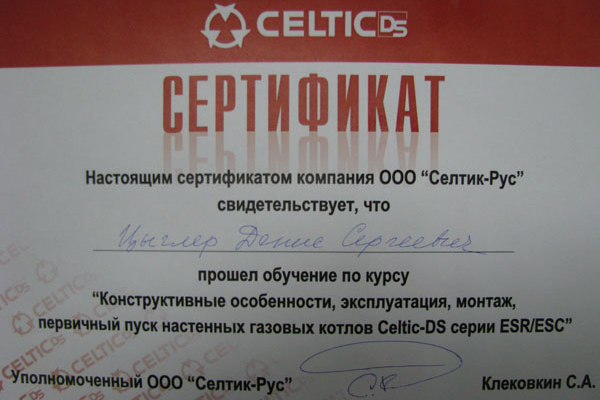 CELTIC DS
СЕРТИФИКАТ
Настоящим сертификатом компания ООО “Селтик-Рус”
свидетельствует, что
Цыглер Денис Сергеевич
прошел обучение по курсу
“Конструктивные особенности, эксплуатация, монтаж,
первичный пуск настенных газовых котлов Celtic-DS серии ESR/ESC”
Уполномоченный ООО “Селтик-Рус” Клековкин С.А.